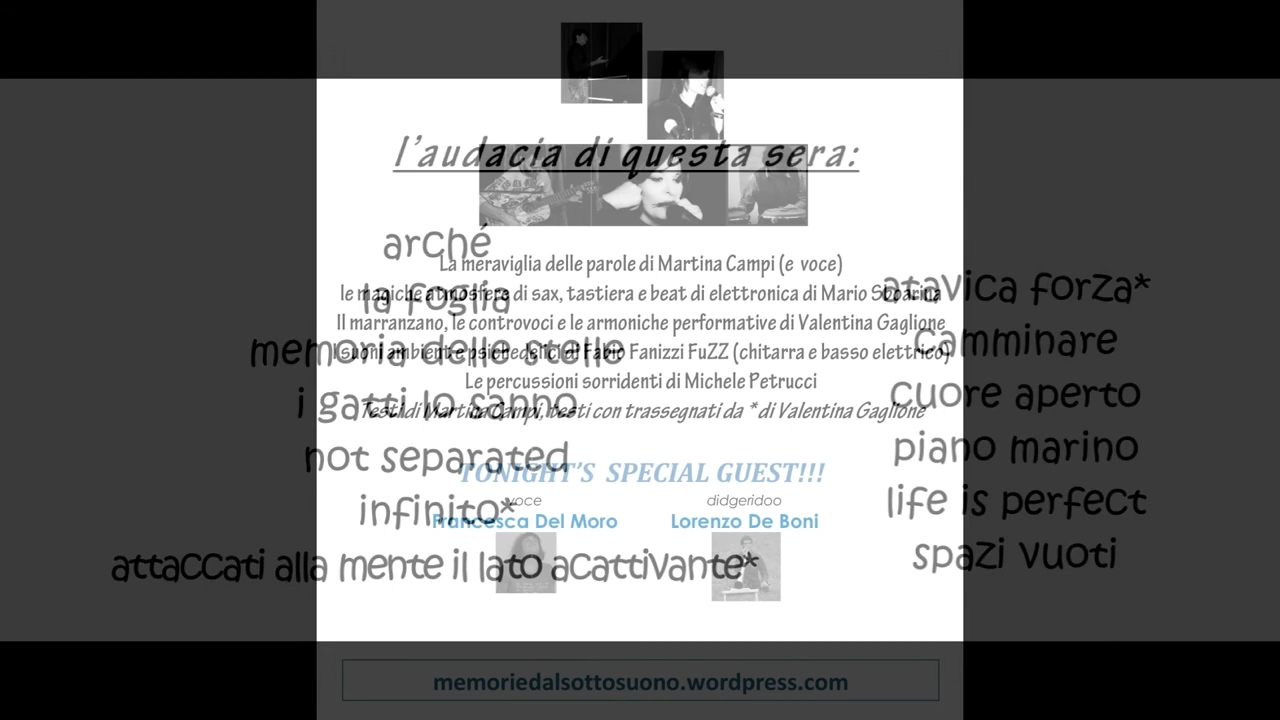 l'audacia di questa sera:
arché
la foglia
memoria delle stelle
i gatti lo sanno
not separated
infinito*
attaccati alla mente il lato acattivante*
atavica forza*
camminare
cuore aperto
piano marino
life is perfect
spazi vuoti
La meraviglia delle parole di Martina Campi (e voce)
le magiche atmosfere di sax, tastiera e beat di elettronica di Mario Sboarina
Il marranzano, le controvoci e le armoniche performative di Valentina Gaglione
I suoni ambient e psichedelici di Fabio Fanizzi FuZZ (chitarra e basso elettrico)
Le percussioni sorridenti di Michele Petrucci
Testi di Martina Campi, testi con trassegnati da * di Valentina Gaglione
TONIGHT'S SPECIAL GUEST!!!
voce
Francesca Del Moro
didgeridoo
Lorenzo De Boni
memoriedalsottosuono.wordpress.com